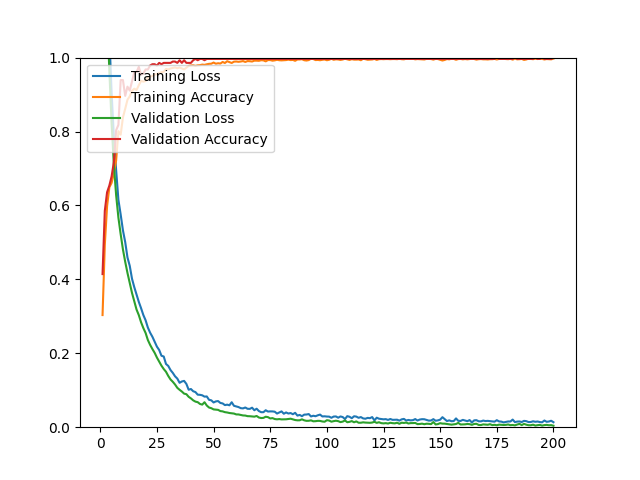 1.0
0.8
0.6
0.4
0.2
0.0
Training Loss
Training Accuracy
Validation Loss
Validation Accuracy
0 25 50 75 100 125 150 175 200